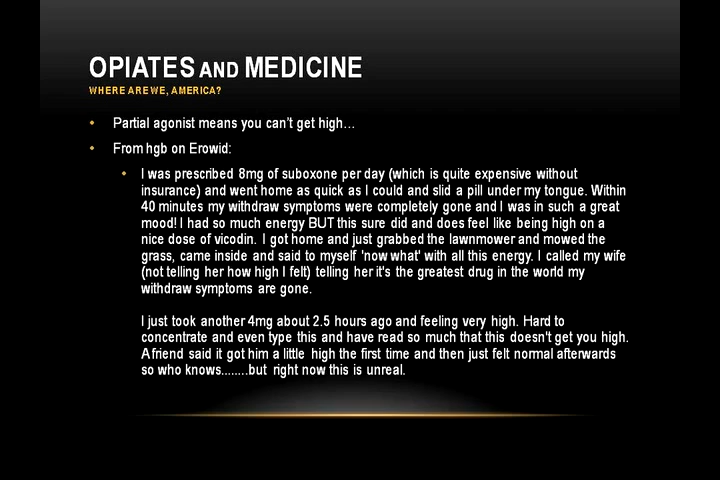 OPIATES AND MEDICINE
WHERE ARE WE, AMERICA?
• Partial agonist means you can't get high…
• From hgb on Erowid:
• I was prescribed 8mg of suboxone per day (which is quite expensive without
insurance) and went home as quick as I could and slid a pill under my tongue. Within
40 minutes my withdraw symptoms were completely gone and I was in such a great
mood! I had so much energy BUT this sure did and does feel like being high on a
nice dose of vicodin. I got home and just grabbed the lawnmower and mowed the
grass, came inside and said to myself 'now what' with all this energy. I called my wife
(not telling her how high I felt) telling her it's the greatest drug in the world my
withdraw symptoms are gone.
I just took another 4mg about 2.5 hours ago and feeling very high. Hard to
concentrate and even type this and have read so much that this doesn't get you high.
A friend said it got him a little high the first time and then just felt normal afterwards
so who knows........but right now this is unreal.